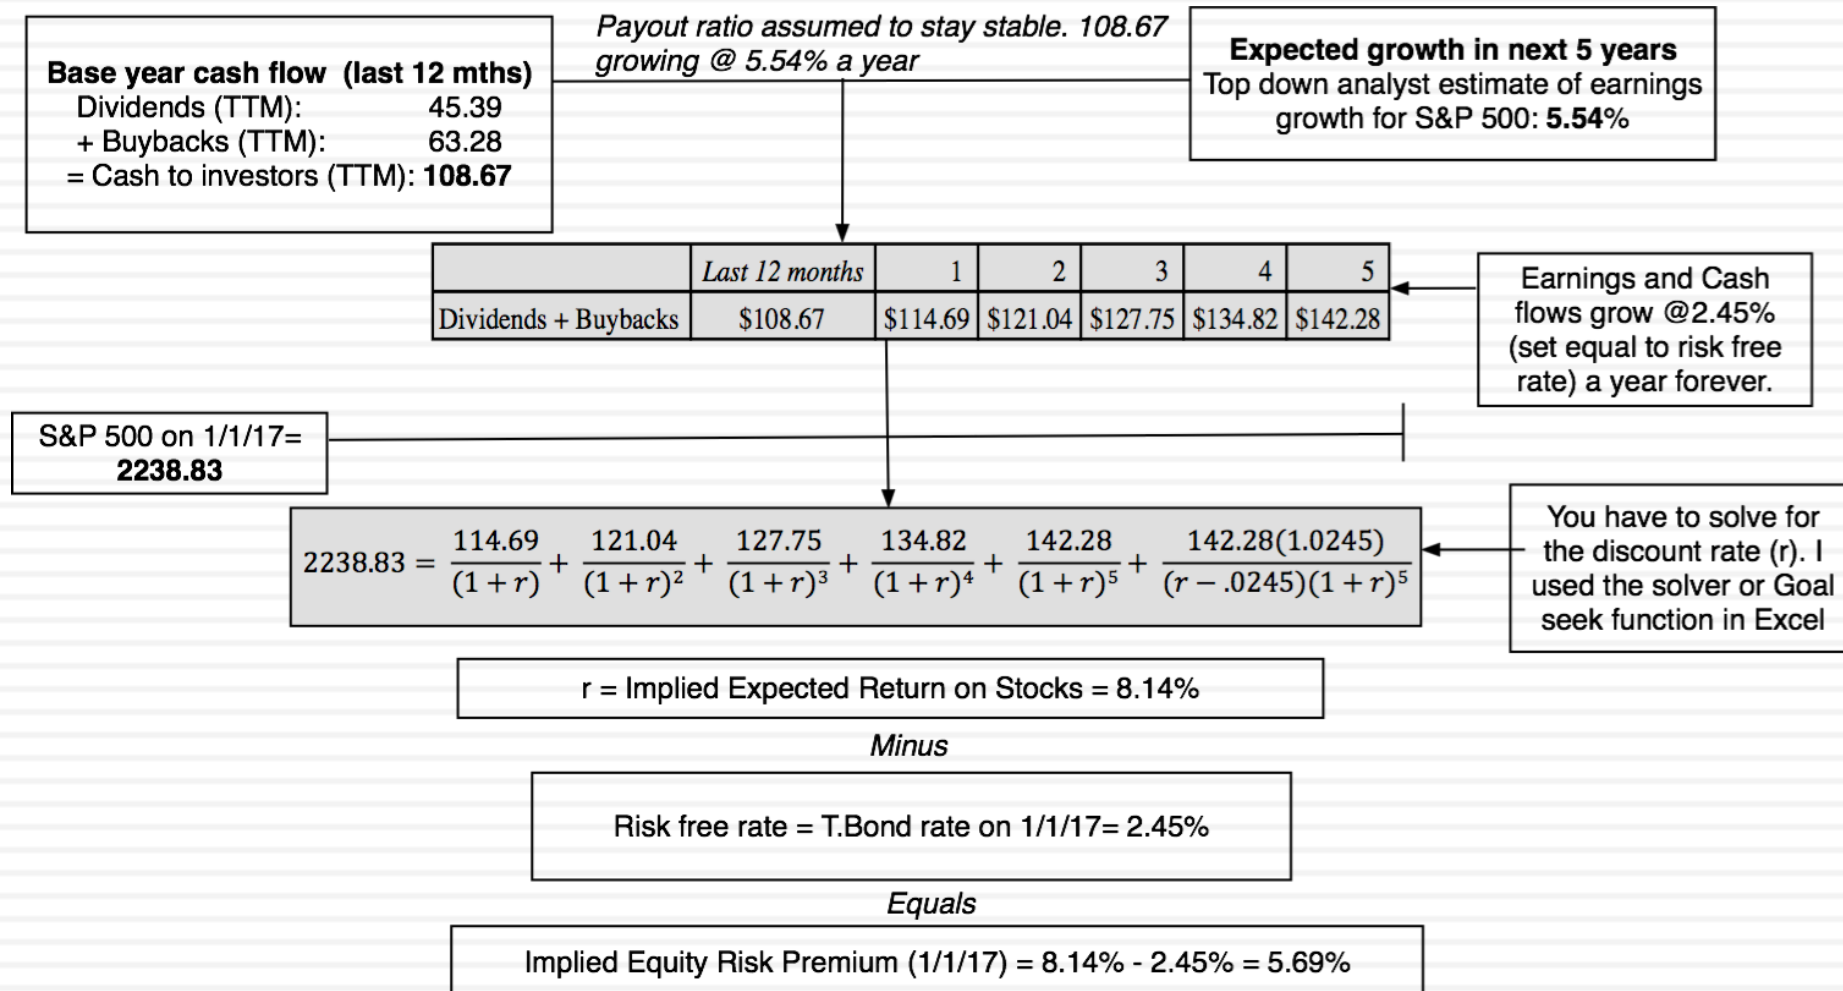 Base year cash flow (last 12 mths)
Dividends (TTM): 45.39
+ Buybacks (TTM): 63.28
= Cash to investors (TTM): 108.67
Payout ratio assumed to stay stable. 108.67
growing @ 5.54% a year
Expected growth in next 5 years
Top down analyst estimate of earnings
growth for S&P 500: 5.54%
Last 12 months 1 2 3 4 5
Dividends + Buybacks $108.67 $114.69 $121.04 $127.75 $134.82 $142.28
Earnings and Cash
flows grow @2.45%
(set equal to risk free
rate) a year forever.
S&P 500 on 1/1/17=
2238.83
2238.83 = 114.69/(1 + r) + 121.04/(1 + r)² + 127.75/(1 + r)³ + 134.82/(1 + r)⁴ + 142.28/(1 + r)⁵ + 142.28(1.0245)/(r − .0245)(1 + r)⁵
You have to solve for
the discount rate (r). I
used the solver or Goal
seek function in Excel
r = Implied Expected Return on Stocks = 8.14%
Minus
Risk free rate = T.Bond rate on 1/1/17= 2.45%
Equals
Implied Equity Risk Premium (1/1/17) = 8.14% - 2.45% = 5.69%